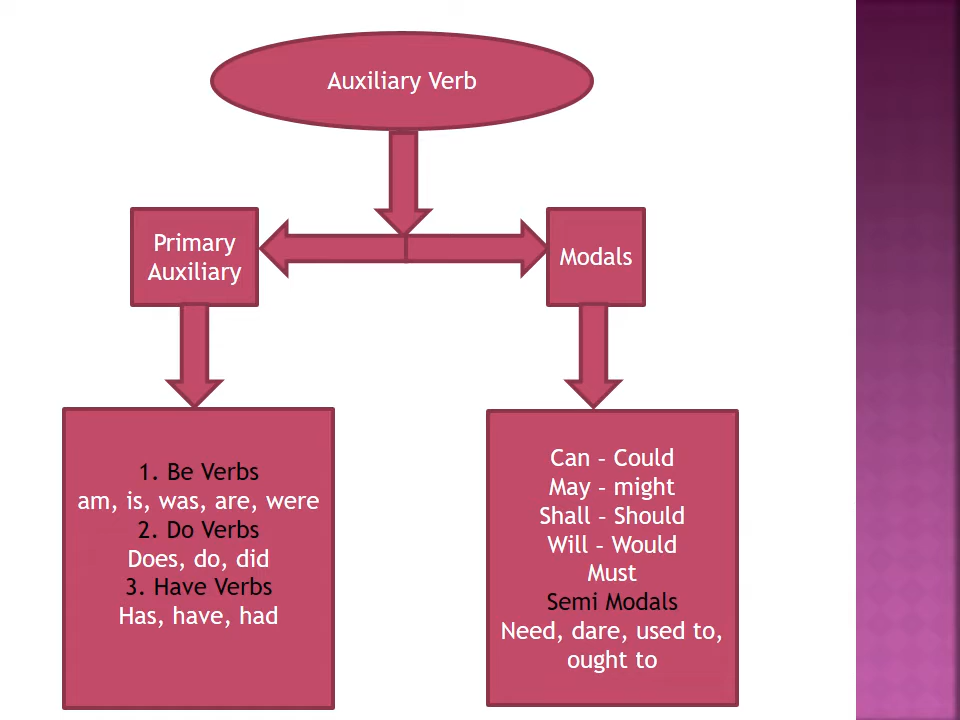 Auxiliary Verb
Primary
Auxiliary
Modals
1. Be Verbs
am, is, was, are, were
2. Do Verbs
Does, do, did
3. Have Verbs
Has, have, had
Can – Could
May – might
Shall – Should
Will – Would
Must
Semi Modals
Need, dare, used to,
ought to